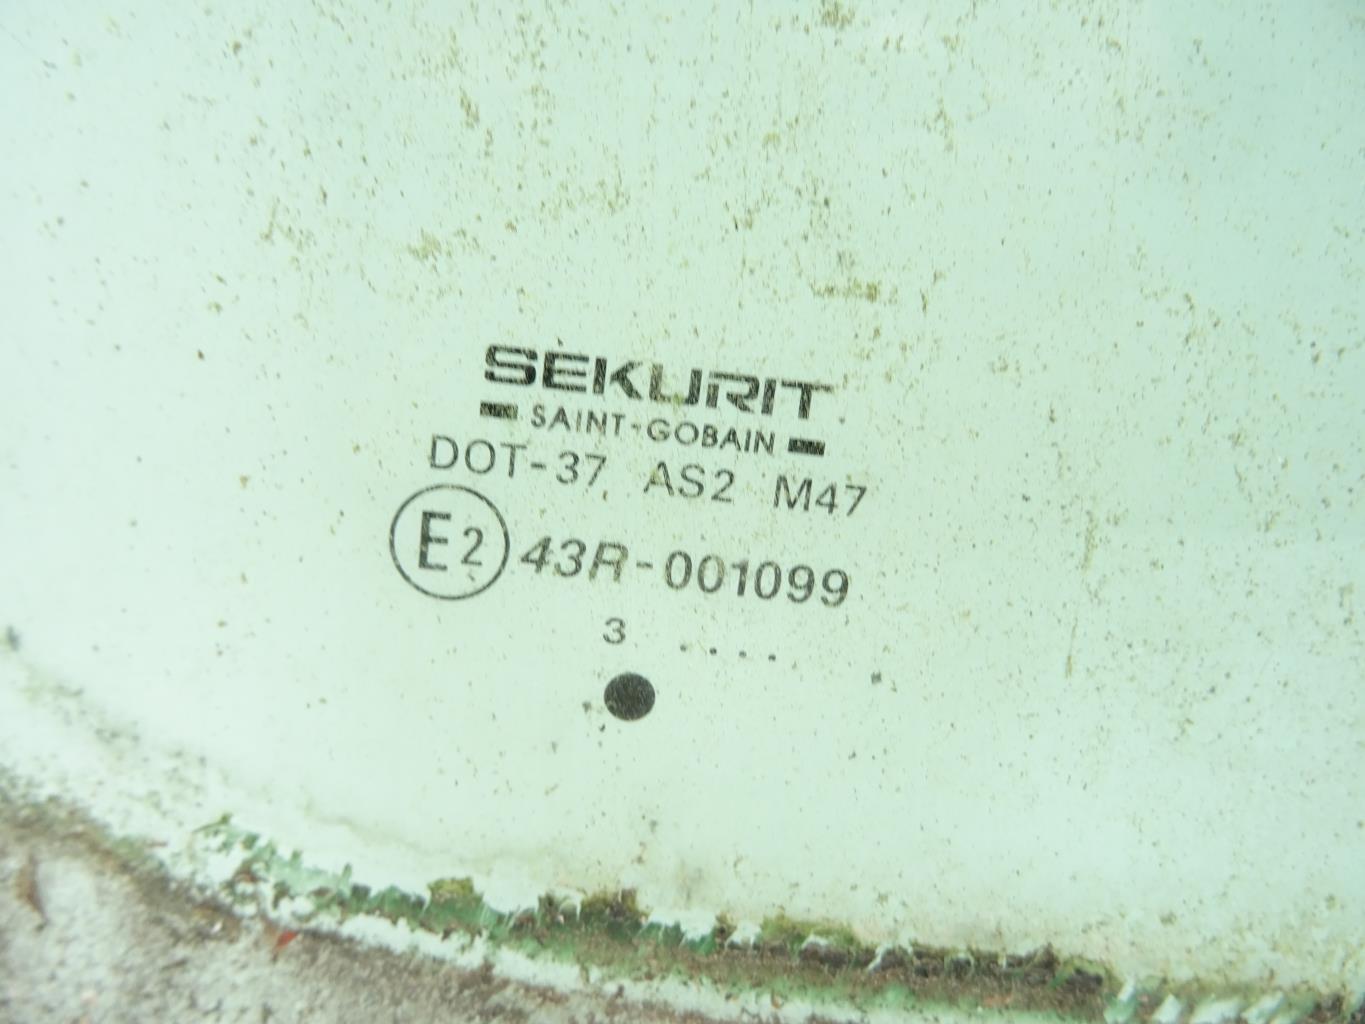 SEKURIT
SAINT-GOBAIN
DOT-37 AS2 M47
E2 43R-001099
3 ....